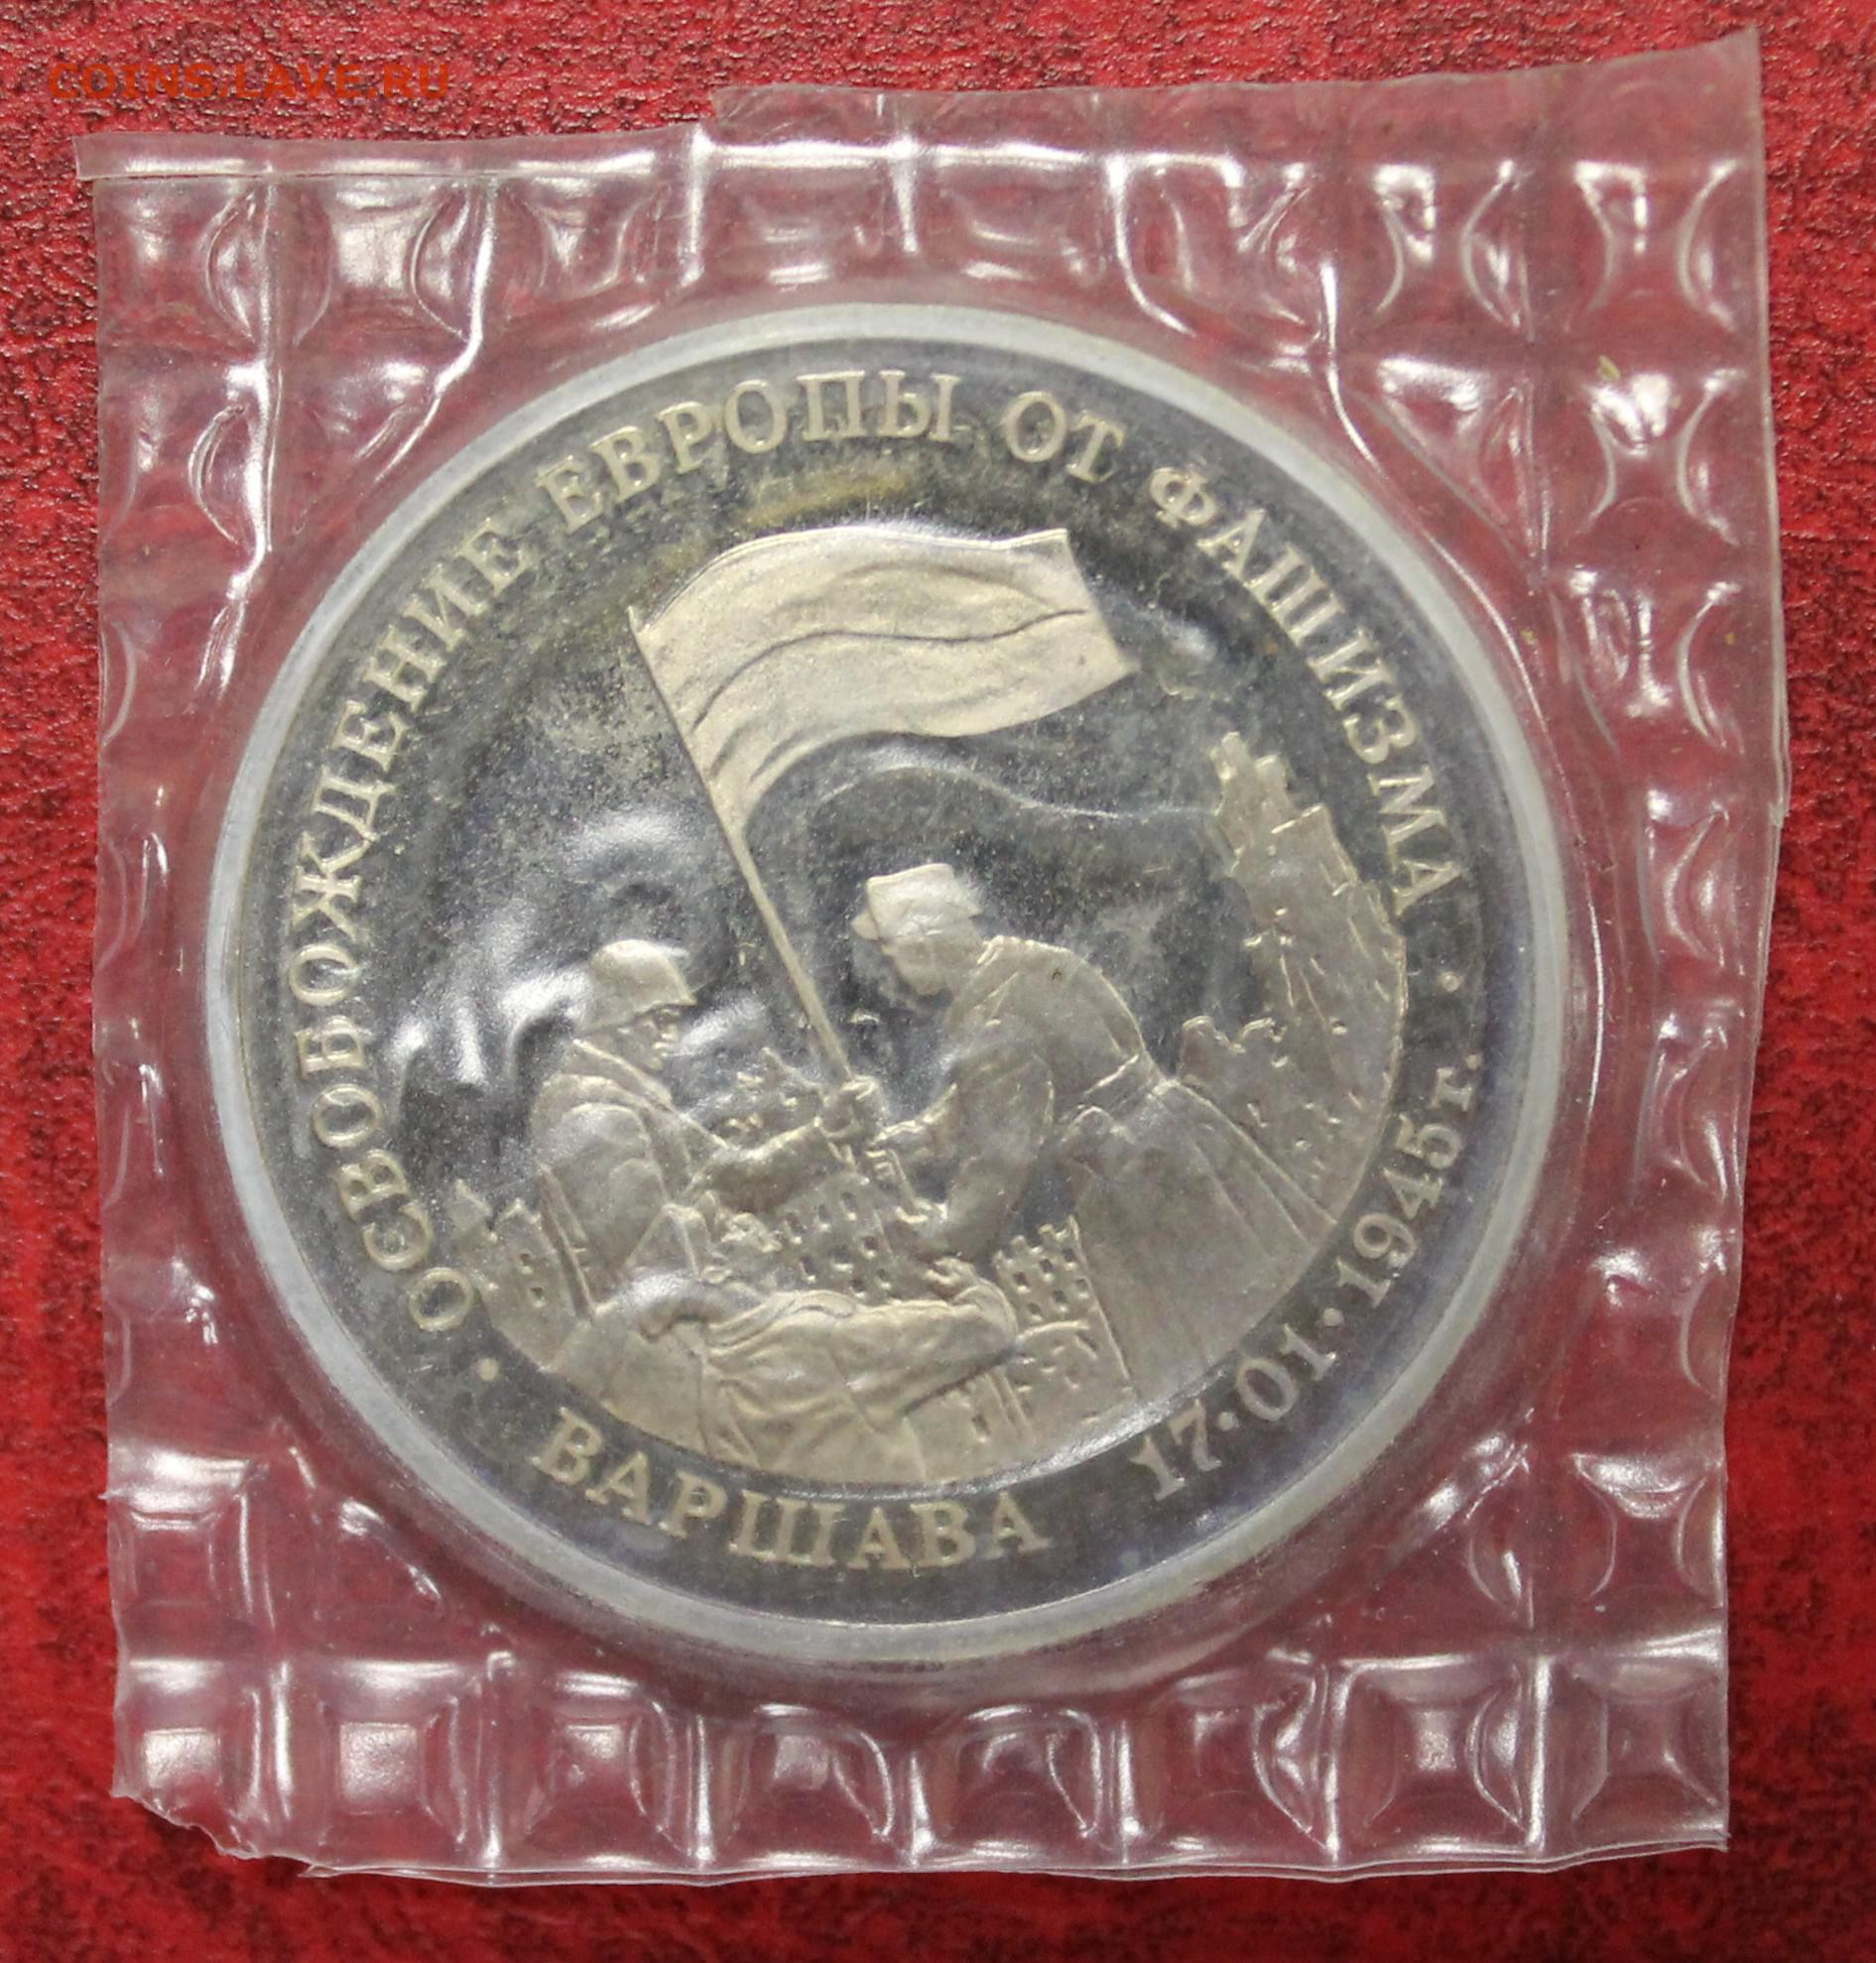 COINS.LAVE.RU
ОСВОБОЖДЕНИЕ ЕВРОПЫ ОТ ФАШИЗМА
ВАРШАВА 17·01·1945г.